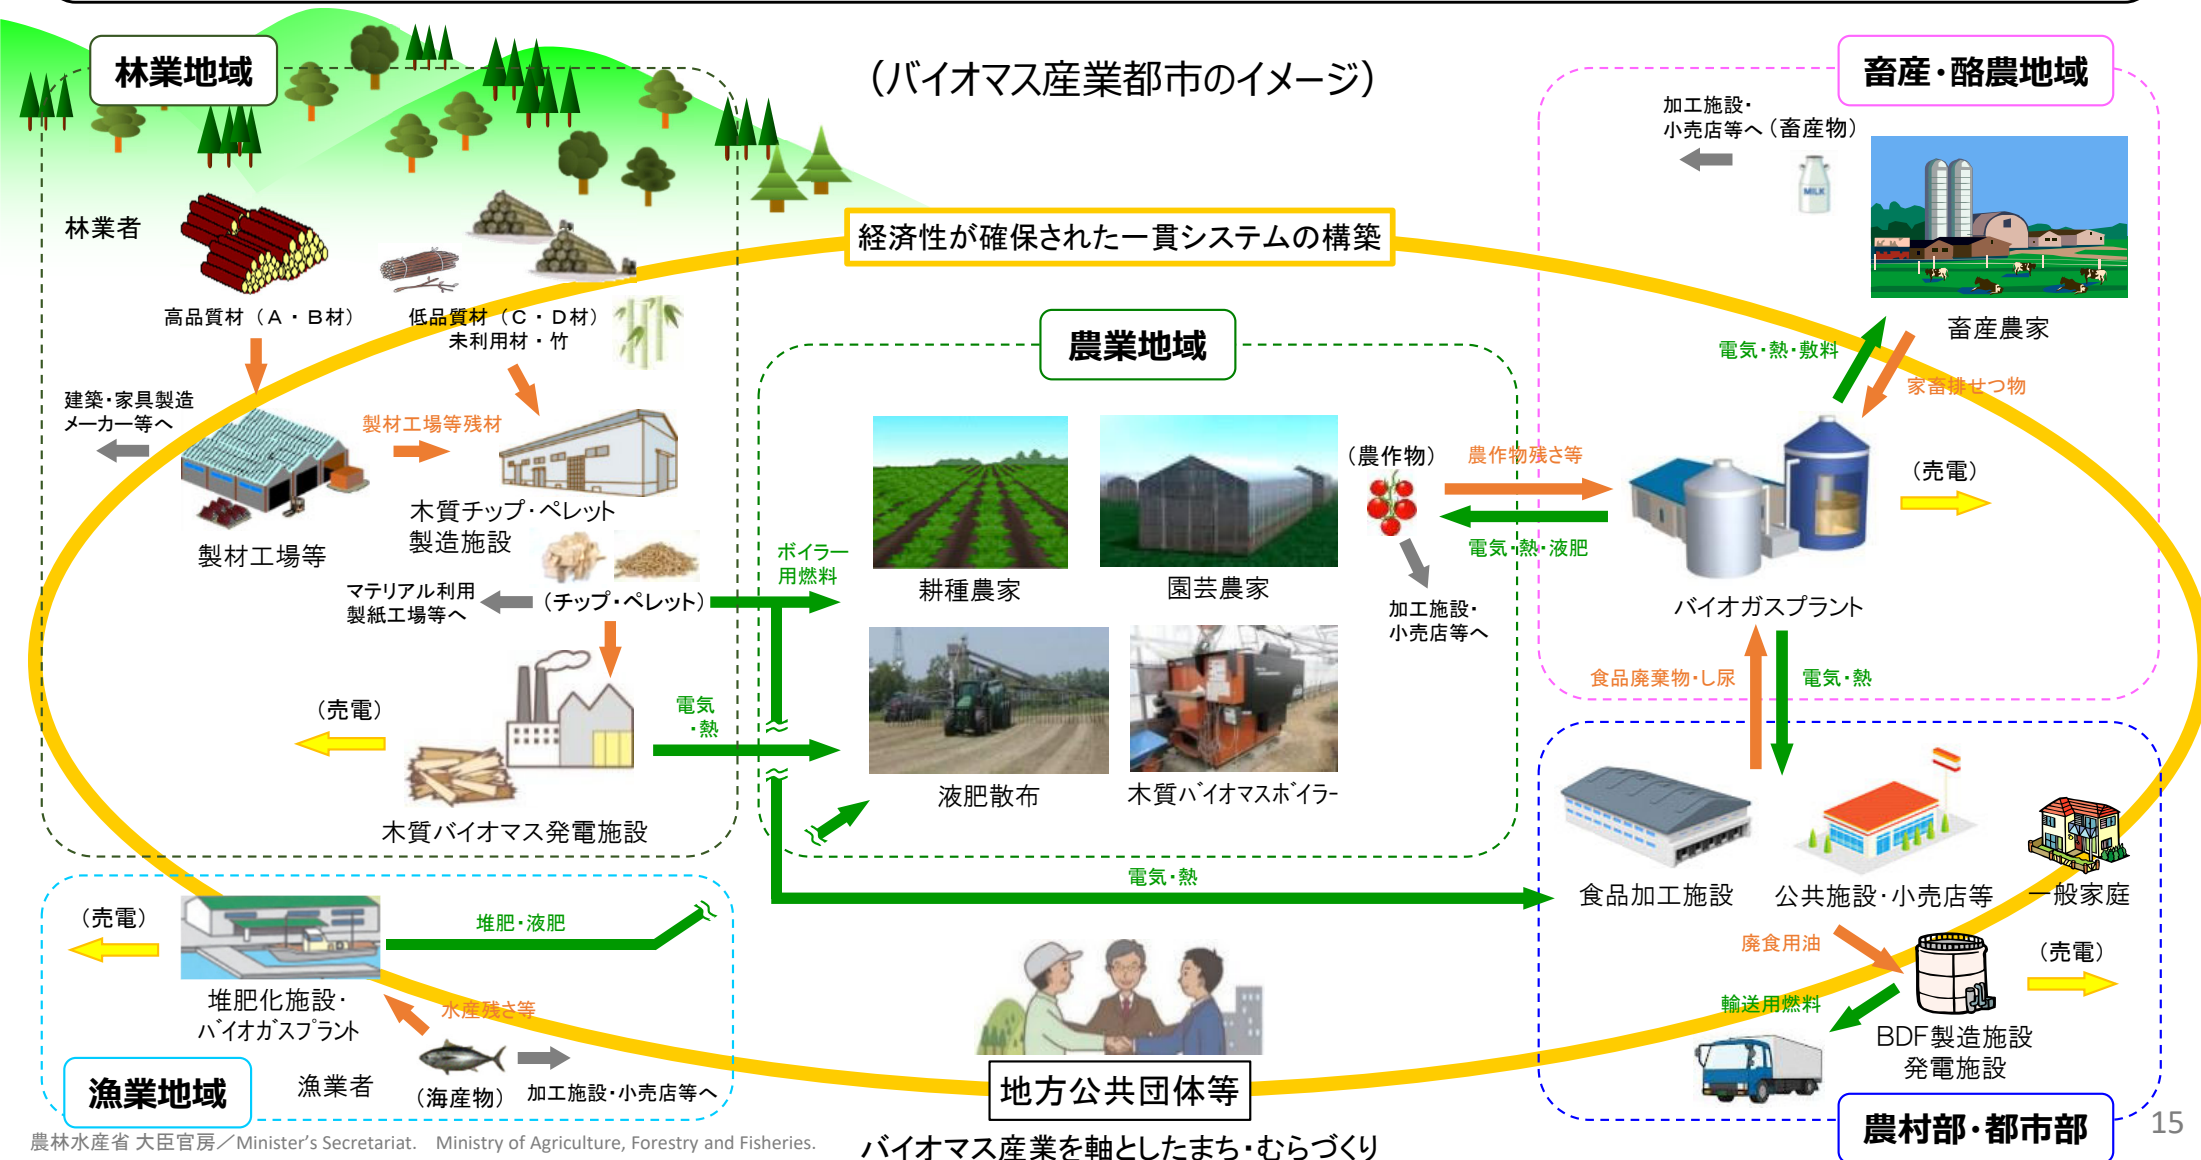 (バイオマス産業都市のイメージ)
林業地域
林業者
高品質材（A・B材）
低品質材（C・D材）
未利用材・竹
建築・家具製造
メーカー等へ
製材工場等残材
製材工場等
木質チップ・ペレット
製造施設
マテリアル利用
製紙工場等へ
（チップ・ペレット）
ボイラー
用燃料
（売電）
電気
・熱
木質バイオマス発電施設
経済性が確保された一貫システムの構築
農業地域
耕種農家
園芸農家
液肥散布
木質バイオマスボイラー
（農作物）
農作物残さ等
電気・熱・液肥
加工施設・
小売店等へ
電気・熱
畜産・酪農地域
加工施設・
小売店等へ
（畜産物）
MILK
畜産農家
電気・熱・敷料
家畜排せつ物
（売電）
バイオガスプラント
食品廃棄物・し尿
電気・熱
食品加工施設
公共施設・小売店等
一般家庭
廃食用油
（売電）
輸送用燃料
BDF製造施設
発電施設
農村部・都市部
（売電）
堆肥・液肥
堆肥化施設・
バイオガスプラント
水産残さ等
漁業地域
漁業者
（海産物）
加工施設・小売店等へ
地方公共団体等
バイオマス産業を軸としたまち・むらづくり
農林水産省 大臣官房／Minister's Secretariat. Ministry of Agriculture, Forestry and Fisheries.
15